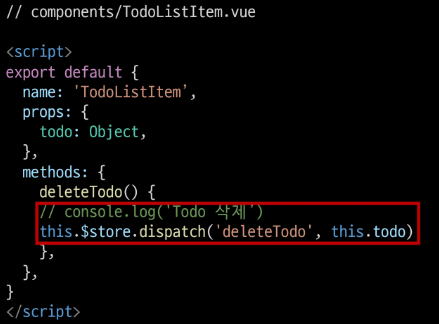 // components/TodoListItem.vue
<script>
export default {
name: 'TodoListItem',
props: {
todo: Object,
},
methods: {
deleteTodo() {
// console.log('Todo 삭제')
this.$store.dispatch('deleteTodo', this.todo)
},
},
}
</script>